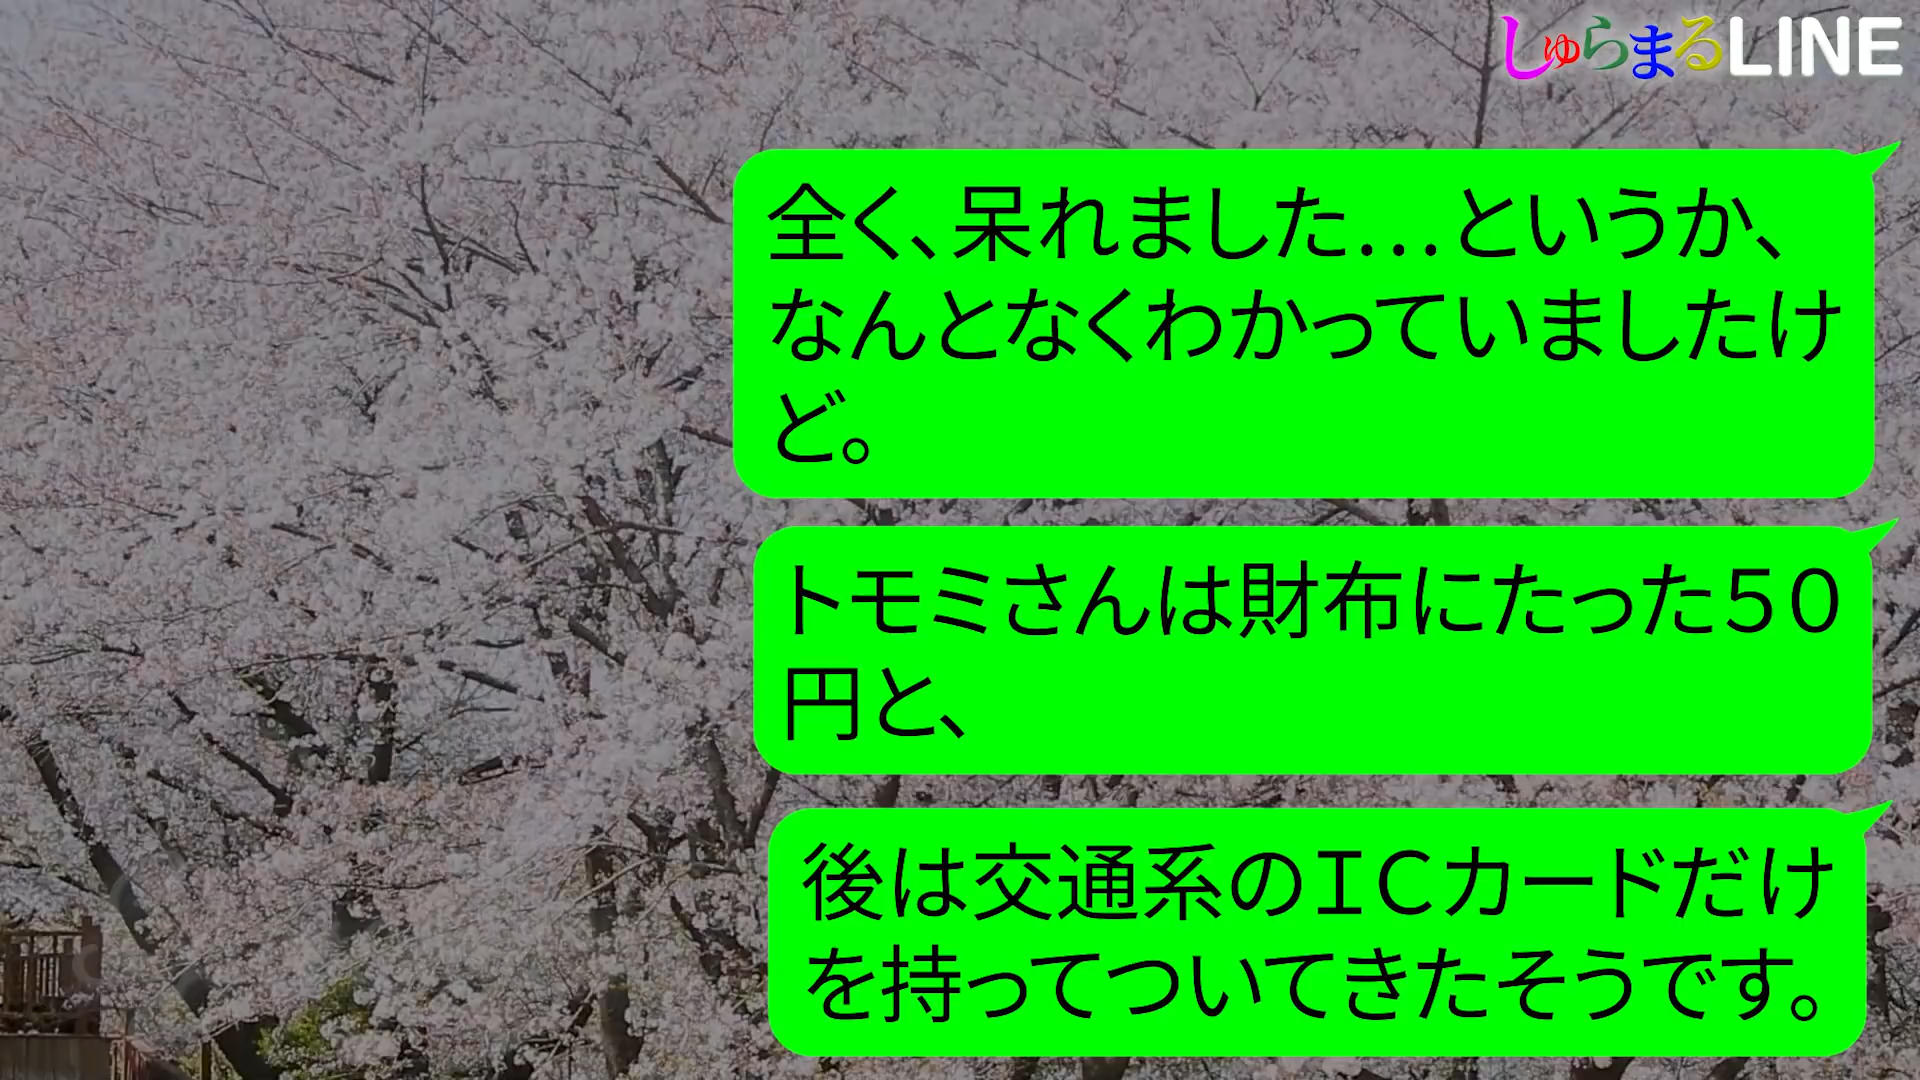 しゅらまるLINE
全く、呆れました…というか、
なんとなくわかっていましたけ
ど。
トモミさんは財布にたった５０
円と、
後は交通系のＩＣカードだけ
を持ってついてきたそうです。